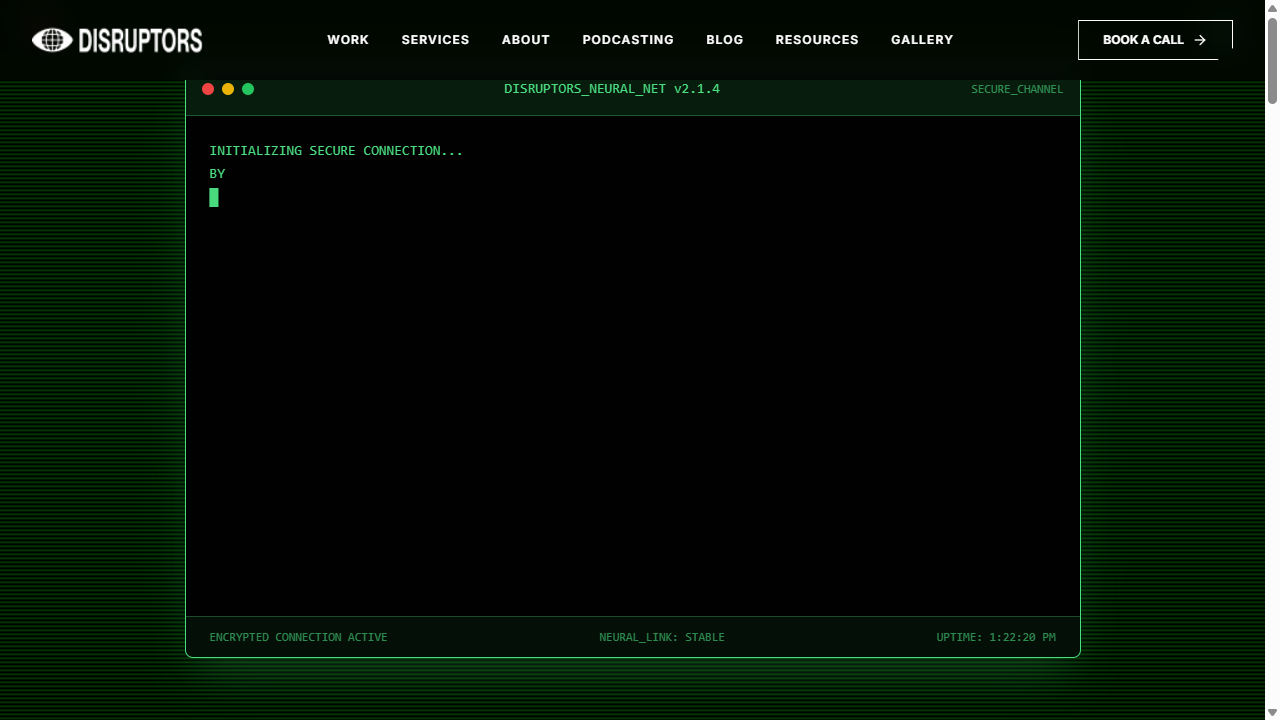 DISRUPTORS
WORK SERVICES ABOUT PODCASTING BLOG RESOURCES GALLERY
BOOK A CALL
DISRUPTORS_NEURAL_NET v2.1.4
SECURE_CHANNEL
INITIALIZING SECURE CONNECTION...
BY
ENCRYPTED CONNECTION ACTIVE
NEURAL_LINK: STABLE
UPTIME: 1:22:20 PM